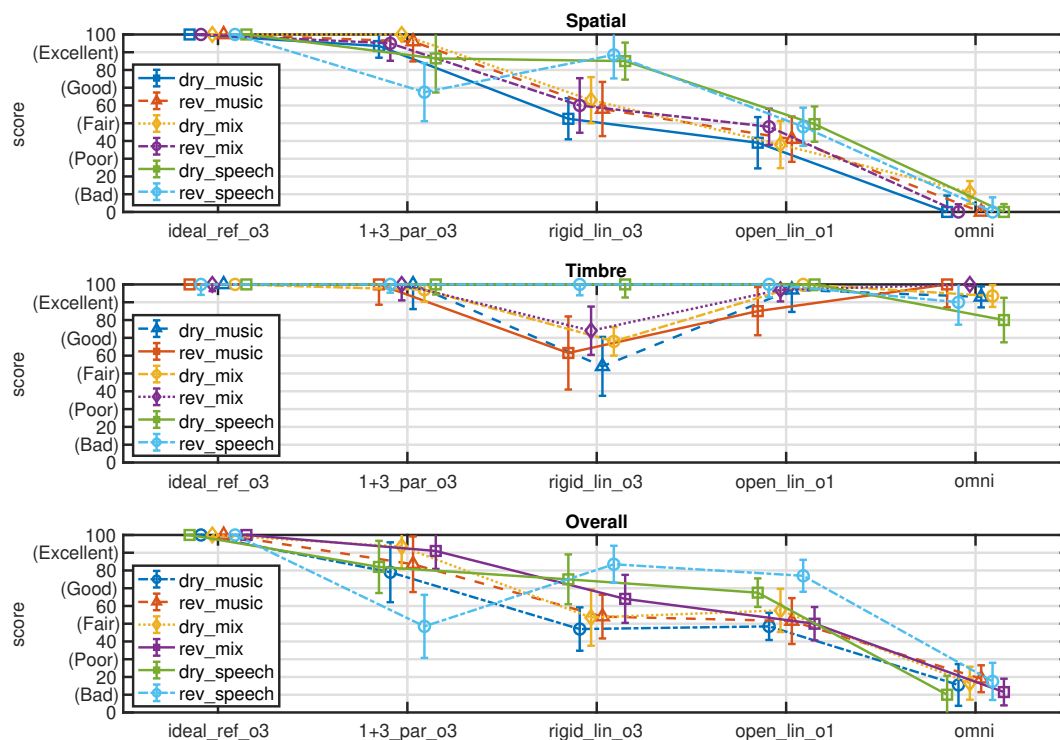 Spatial
score
100
(Excellent)
80
(Good)
60
(Fair)
40
(Poor)
20
(Bad)
0
dry_music
rev_music
dry_mix
rev_mix
dry_speech
rev_speech
ideal_ref_o3 1+3_par_o3 rigid_lin_o3 open_lin_o1 omni
Timbre
score
100
(Excellent)
80
(Good)
60
(Fair)
40
(Poor)
20
(Bad)
0
dry_music
rev_music
dry_mix
rev_mix
dry_speech
rev_speech
ideal_ref_o3 1+3_par_o3 rigid_lin_o3 open_lin_o1 omni
Overall
score
100
(Excellent)
80
(Good)
60
(Fair)
40
(Poor)
20
(Bad)
0
dry_music
rev_music
dry_mix
rev_mix
dry_speech
rev_speech
ideal_ref_o3 1+3_par_o3 rigid_lin_o3 open_lin_o1 omni